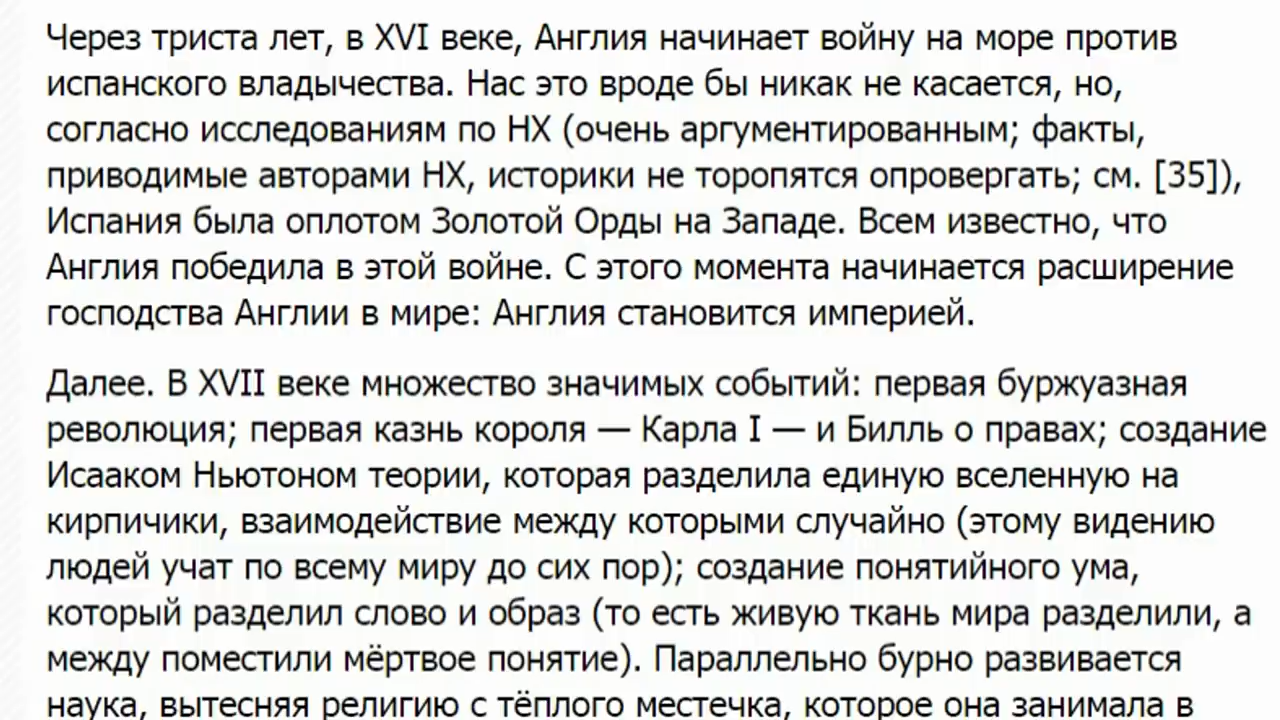 Через триста лет, в XVI веке, Англия начинает войну на море против
испанского владычества. Нас это вроде бы никак не касается, но,
согласно исследованиям по НХ (очень аргументированным; факты,
приводимые авторами НХ, историки не торопятся опровергать; см. [35]),
Испания была оплотом Золотой Орды на Западе. Всем известно, что
Англия победила в этой войне. С этого момента начинается расширение
господства Англии в мире: Англия становится империей.
Далее. В XVII веке множество значимых событий: первая буржуазная
революция; первая казнь короля — Карла I — и Билль о правах; создание
Исааком Ньютоном теории, которая разделила единую вселенную на
кирпичики, взаимодействие между которыми случайно (этому видению
людей учат по всему миру до сих пор); создание понятийного ума,
который разделил слово и образ (то есть живую ткань мира разделили, а
между поместили мёртвое понятие). Параллельно бурно развивается
наука, вытесняя религию с тёплого местечка, которое она занимала в